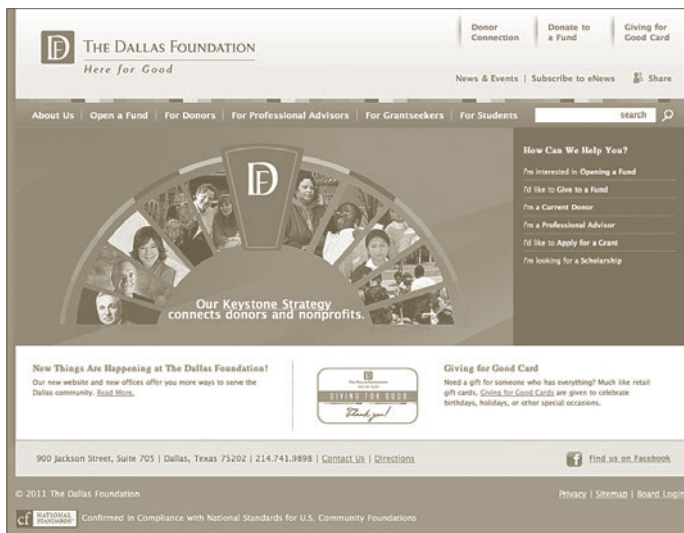 Donor
Connection
Donate to
a Fund
Giving for
Good Card
DF
THE DALLAS FOUNDATION
Here for Good
News & Events | Subscribe to eNews
Share
About Us | Open a Fund | For Donors | For Professional Advisors | For Grantseekers | For Students
search
DF
Our Keystone Strategy
connects donors and nonprofits.
How Can We Help You?
I'm interested in Opening a Fund
I'd like to Give to a Fund
I'm a Current Donor
I'm a Professional Advisor
I'd like to Apply for a Grant
I'm looking for a Scholarship
New Things Are Happening at The Dallas Foundation!
Our new website and new offices offer you more ways to serve the
Dallas community. Read More.
DF
THE DALLAS FOUNDATION
GIVING FOR GOOD
Thank you!
Giving for Good Card
Need a gift for someone who has everything? Much like retail
gift cards, Giving for Good Cards are given to celebrate
birthdays, holidays, or other special occasions.
900 Jackson Street, Suite 705 | Dallas, Texas 75202 | 214.741.9898 | Contact Us | Directions
f
Find us on Facebook
© 2011 The Dallas Foundation
Privacy | Sitemap | Board Login
cf NATIONAL
STANDARDS
Confirmed in Compliance with National Standards for U.S. Community Foundations